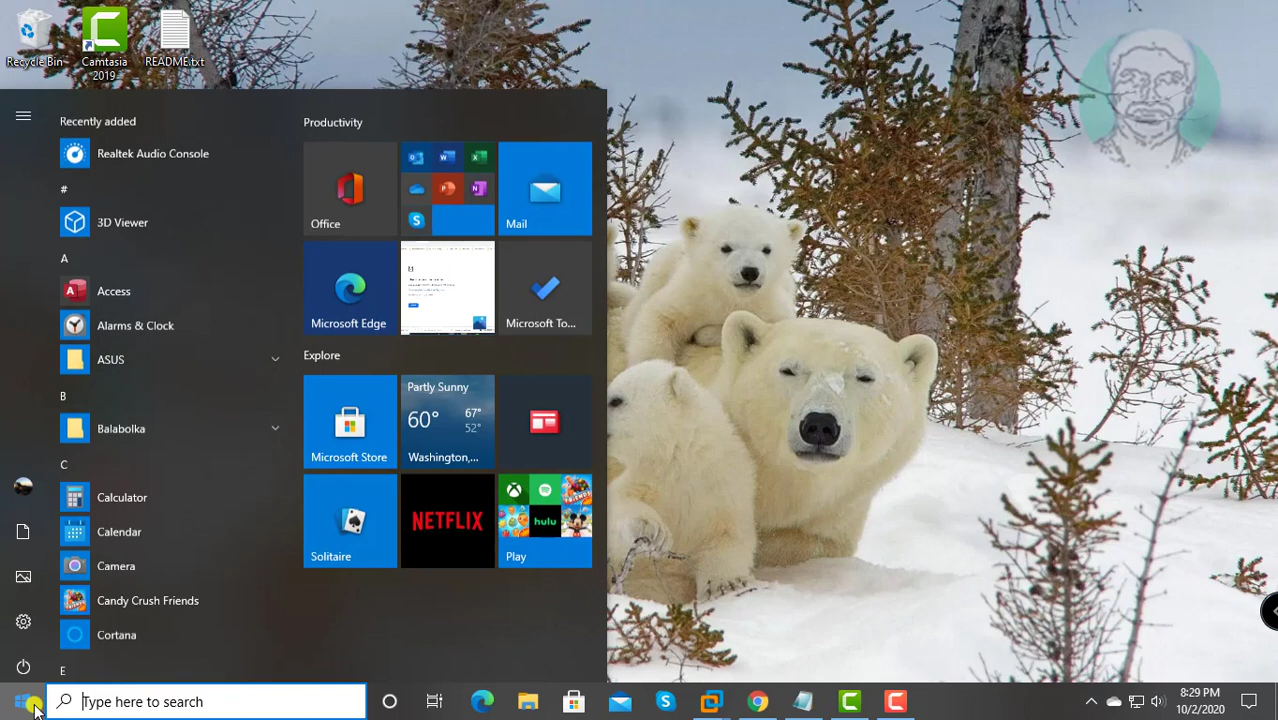 Recycle Bin
Camtasia 2019
README.txt
Recently added
Realtek Audio Console
#
3D Viewer
A
Access
Alarms & Clock
ASUS
B
Balabolka
C
Calculator
Calendar
Camera
Candy Crush Friends
Cortana
E
Productivity
Office
Mail
Microsoft Edge
Microsoft To...
Explore
Microsoft Store
Partly Sunny
60° 67° 52°
Washington,...
Solitaire
NETFLIX
hulu
Play
Type here to search
8:29 PM
10/2/2020